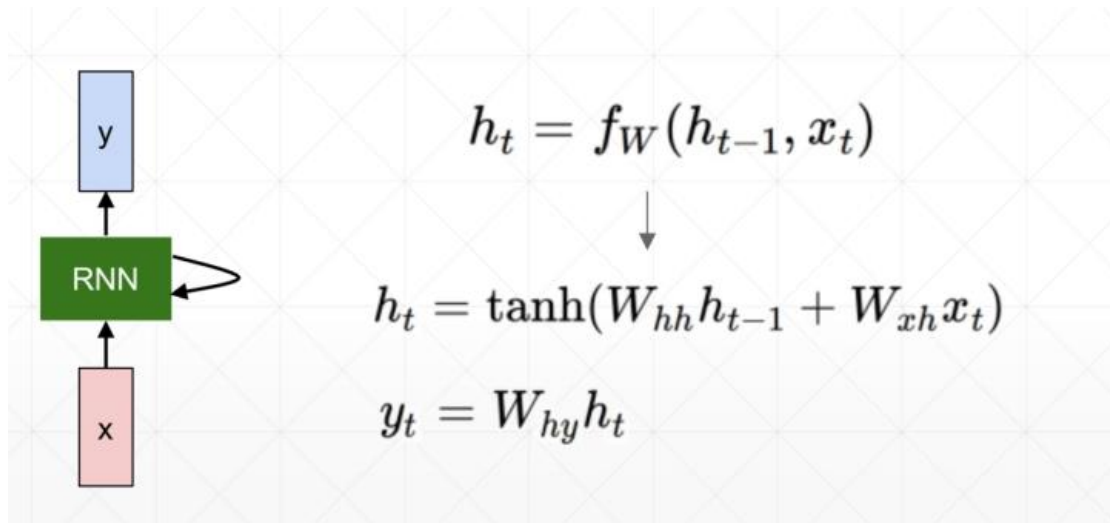 y
RNN
x
h_t = f_W(h_{t-1}, x_t)
h_t = tanh(W_{hh}h_{t-1} + W_{xh}x_t)
y_t = W_{hy}h_t